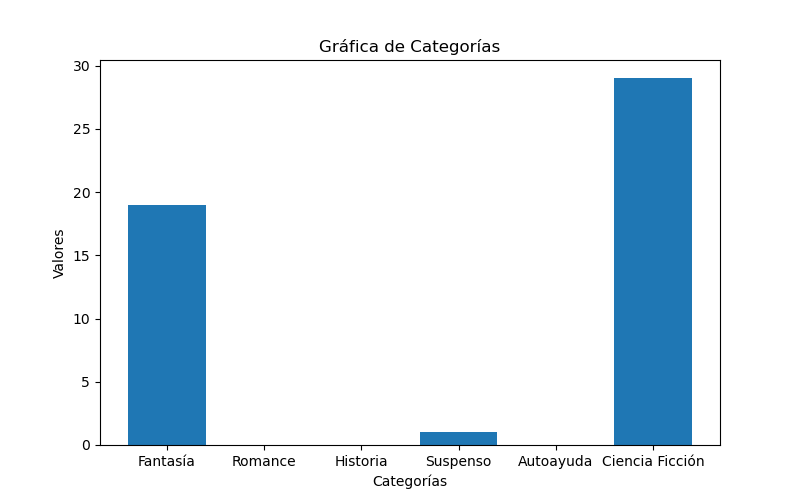 Gráfica de Categorías
30
25
20
15
10
5
0
Valores
Fantasía Romance Historia Suspenso Autoayuda Ciencia Ficción
Categorías